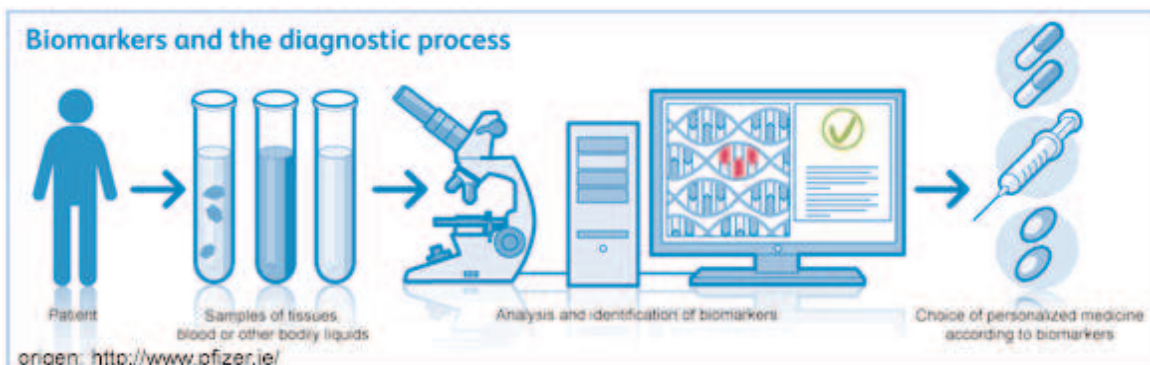 Biomarkers and the diagnostic process
Patient
Samples of tissues,
blood or other bodily liquids
Analysis and identification of biomarkers
Choice of personalized medicine
according to biomarkers
origen: http://www.pfizer.ie/